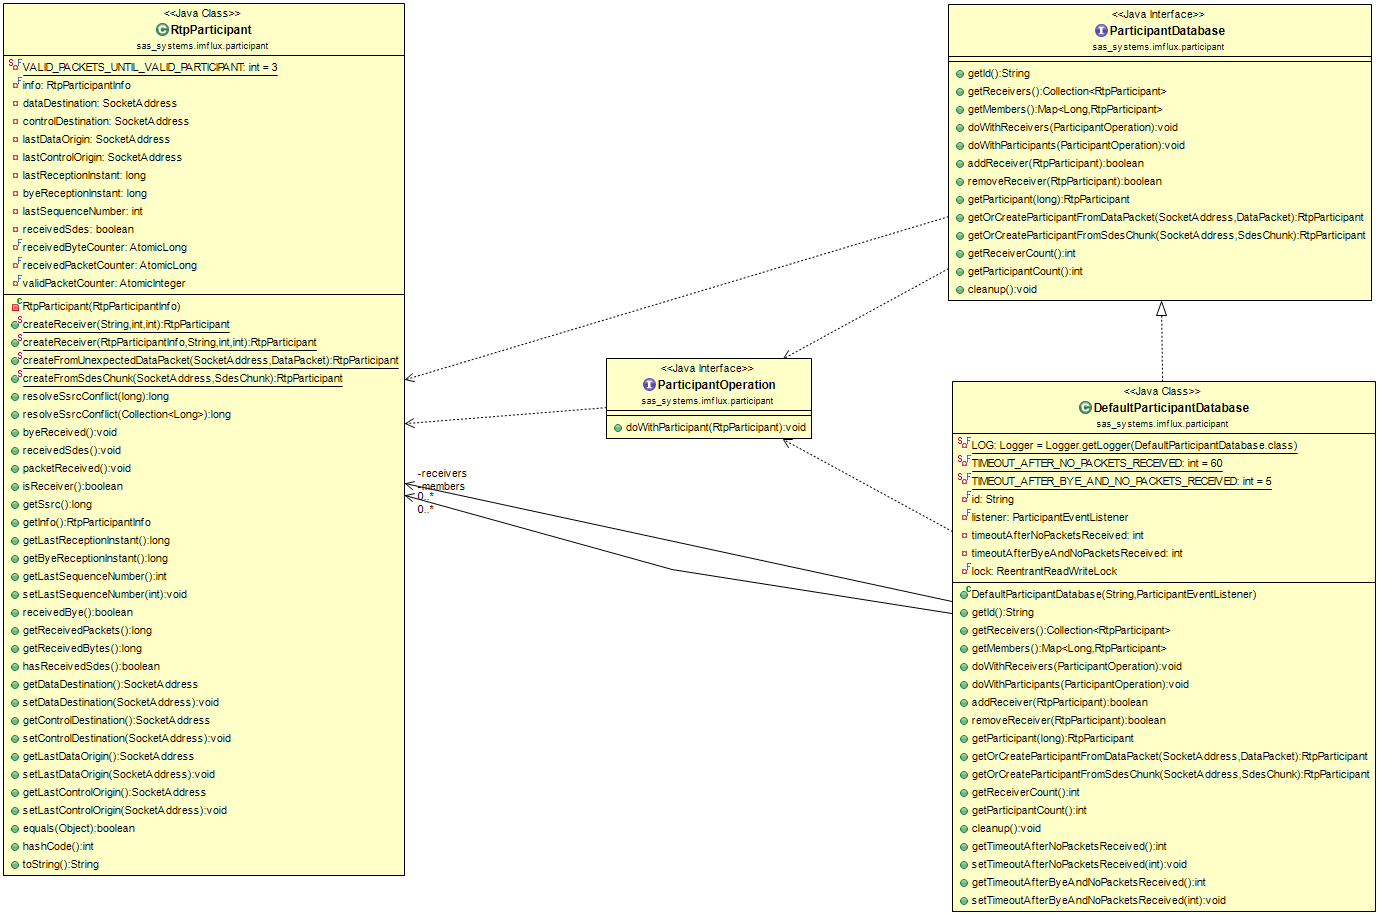 <<Java Class>>
RtpParticipant
sas_systems.imflux.participant
VALID_PACKETS_UNTIL_VALID_PARTICIPANT: int = 3
info: RtpParticipantInfo
dataDestination: SocketAddress
controlDestination: SocketAddress
lastDataOrigin: SocketAddress
lastControlOrigin: SocketAddress
lastReceptionInstant: long
byeReceptionInstant: long
lastSequenceNumber: int
receivedSdes: boolean
receivedByteCounter: AtomicLong
receivedPacketCounter: AtomicLong
validPacketCounter: AtomicInteger
RtpParticipant(RtpParticipantInfo)
createReceiver(String,int,int):RtpParticipant
createReceiver(RtpParticipantInfo,String,int,int):RtpParticipant
createFromUnexpectedDataPacket(SocketAddress,DataPacket):RtpParticipant
createFromSdesChunk(SocketAddress,SdesChunk):RtpParticipant
resolveSsrcConflict(long):long
resolveSsrcConflict(Collection<Long>):long
byeReceived():void
receivedSdes():void
packetReceived():void
isReceiver():boolean
getSsrc():long
getInfo():RtpParticipantInfo
getLastReceptionInstant():long
getByeReceptionInstant():long
getLastSequenceNumber():int
setLastSequenceNumber(int):void
receivedBye():boolean
getReceivedPackets():long
getReceivedBytes():long
hasReceivedSdes():boolean
getDataDestination():SocketAddress
setDataDestination(SocketAddress):void
getControlDestination():SocketAddress
setControlDestination(SocketAddress):void
getLastDataOrigin():SocketAddress
setLastDataOrigin(SocketAddress):void
getLastControlOrigin():SocketAddress
setLastControlOrigin(SocketAddress):void
equals(Object):boolean
hashCode():int
toString():String
-receivers
-members
0..*
0..*
<<Java Interface>>
ParticipantOperation
sas_systems.imflux.participant
doWithParticipant(RtpParticipant):void
<<Java Interface>>
ParticipantDatabase
sas_systems.imflux.participant
getId():String
getReceivers():Collection<RtpParticipant>
getMembers():Map<Long,RtpParticipant>
doWithReceivers(ParticipantOperation):void
doWithParticipants(ParticipantOperation):void
addReceiver(RtpParticipant):boolean
removeReceiver(RtpParticipant):boolean
getParticipant(long):RtpParticipant
getOrCreateParticipantFromDataPacket(SocketAddress,DataPacket):RtpParticipant
getOrCreateParticipantFromSdesChunk(SocketAddress,SdesChunk):RtpParticipant
getReceiverCount():int
getParticipantCount():int
cleanup():void
<<Java Class>>
DefaultParticipantDatabase
sas_systems.imflux.participant
LOG: Logger = Logger.getLogger(DefaultParticipantDatabase.class)
TIMEOUT_AFTER_NO_PACKETS_RECEIVED: int = 60
TIMEOUT_AFTER_BYE_AND_NO_PACKETS_RECEIVED: int = 5
id: String
listener: ParticipantEventListener
timeoutAfterNoPacketsReceived: int
timeoutAfterByeAndNoPacketsReceived: int
lock: ReentrantReadWriteLock
DefaultParticipantDatabase(String,ParticipantEventListener)
getId():String
getReceivers():Collection<RtpParticipant>
getMembers():Map<Long,RtpParticipant>
doWithReceivers(ParticipantOperation):void
doWithParticipants(ParticipantOperation):void
addReceiver(RtpParticipant):boolean
removeReceiver(RtpParticipant):boolean
getParticipant(long):RtpParticipant
getOrCreateParticipantFromDataPacket(SocketAddress,DataPacket):RtpParticipant
getOrCreateParticipantFromSdesChunk(SocketAddress,SdesChunk):RtpParticipant
getReceiverCount():int
getParticipantCount():int
cleanup():void
getTimeoutAfterNoPacketsReceived():int
setTimeoutAfterNoPacketsReceived(int):void
getTimeoutAfterByeAndNoPacketsReceived():int
setTimeoutAfterByeAndNoPacketsReceived(int):void